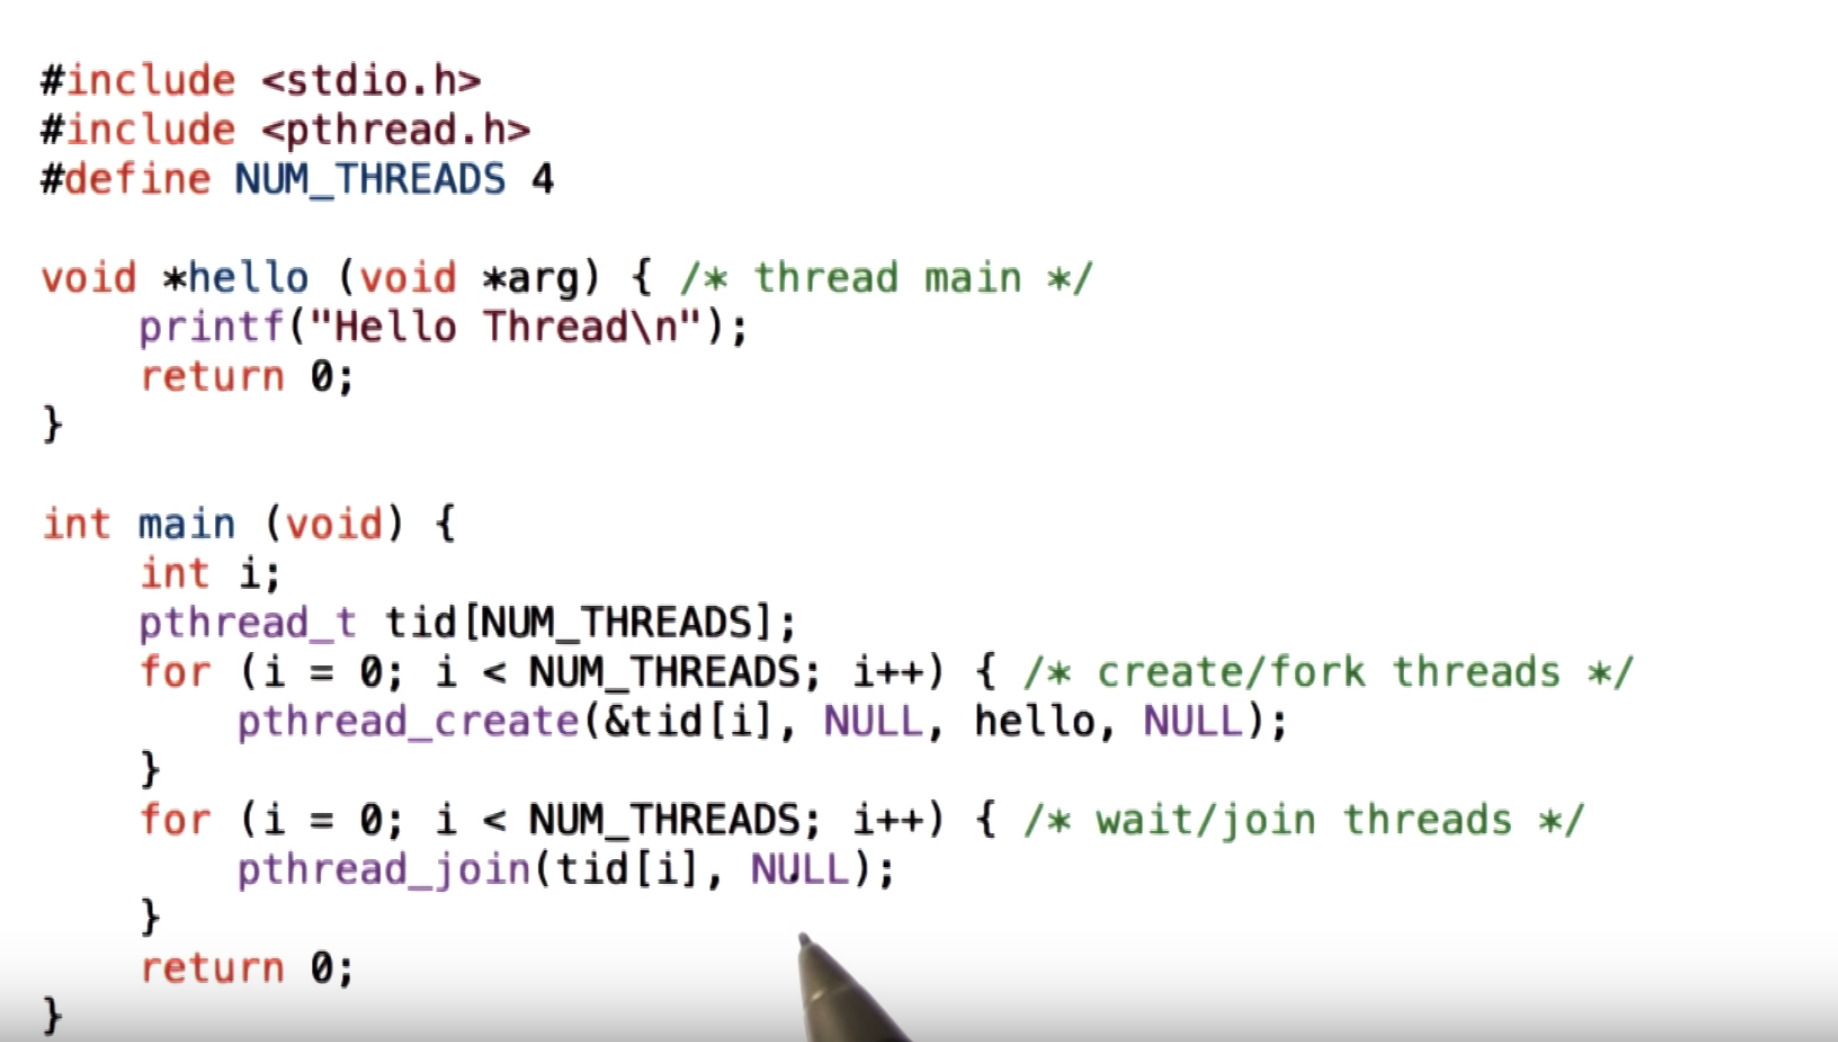 #include <stdio.h>
#include <pthread.h>
#define NUM_THREADS 4
void *hello (void *arg) { /* thread main */
printf("Hello Thread\n");
return 0;
}
int main (void) {
int i;
pthread_t tid[NUM_THREADS];
for (i = 0; i < NUM_THREADS; i++) { /* create/fork threads */
pthread_create(&tid[i], NULL, hello, NULL);
}
for (i = 0; i < NUM_THREADS; i++) { /* wait/join threads */
pthread_join(tid[i], NULL);
}
return 0;
}